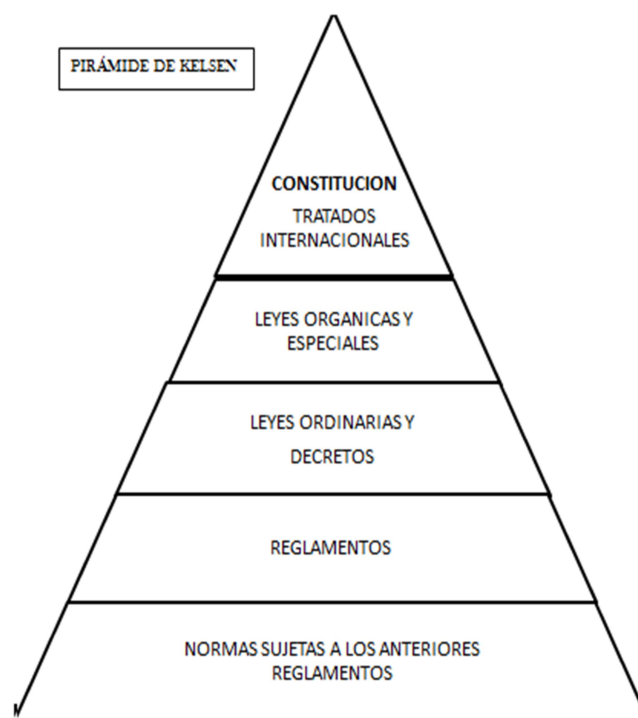 PIRÁMIDE DE KELSEN
CONSTITUCION
TRATADOS
INTERNACIONALES
LEYES ORGANICAS Y
ESPECIALES
LEYES ORDINARIAS Y
DECRETOS
REGLAMENTOS
NORMAS SUJETAS A LOS ANTERIORES
REGLAMENTOS